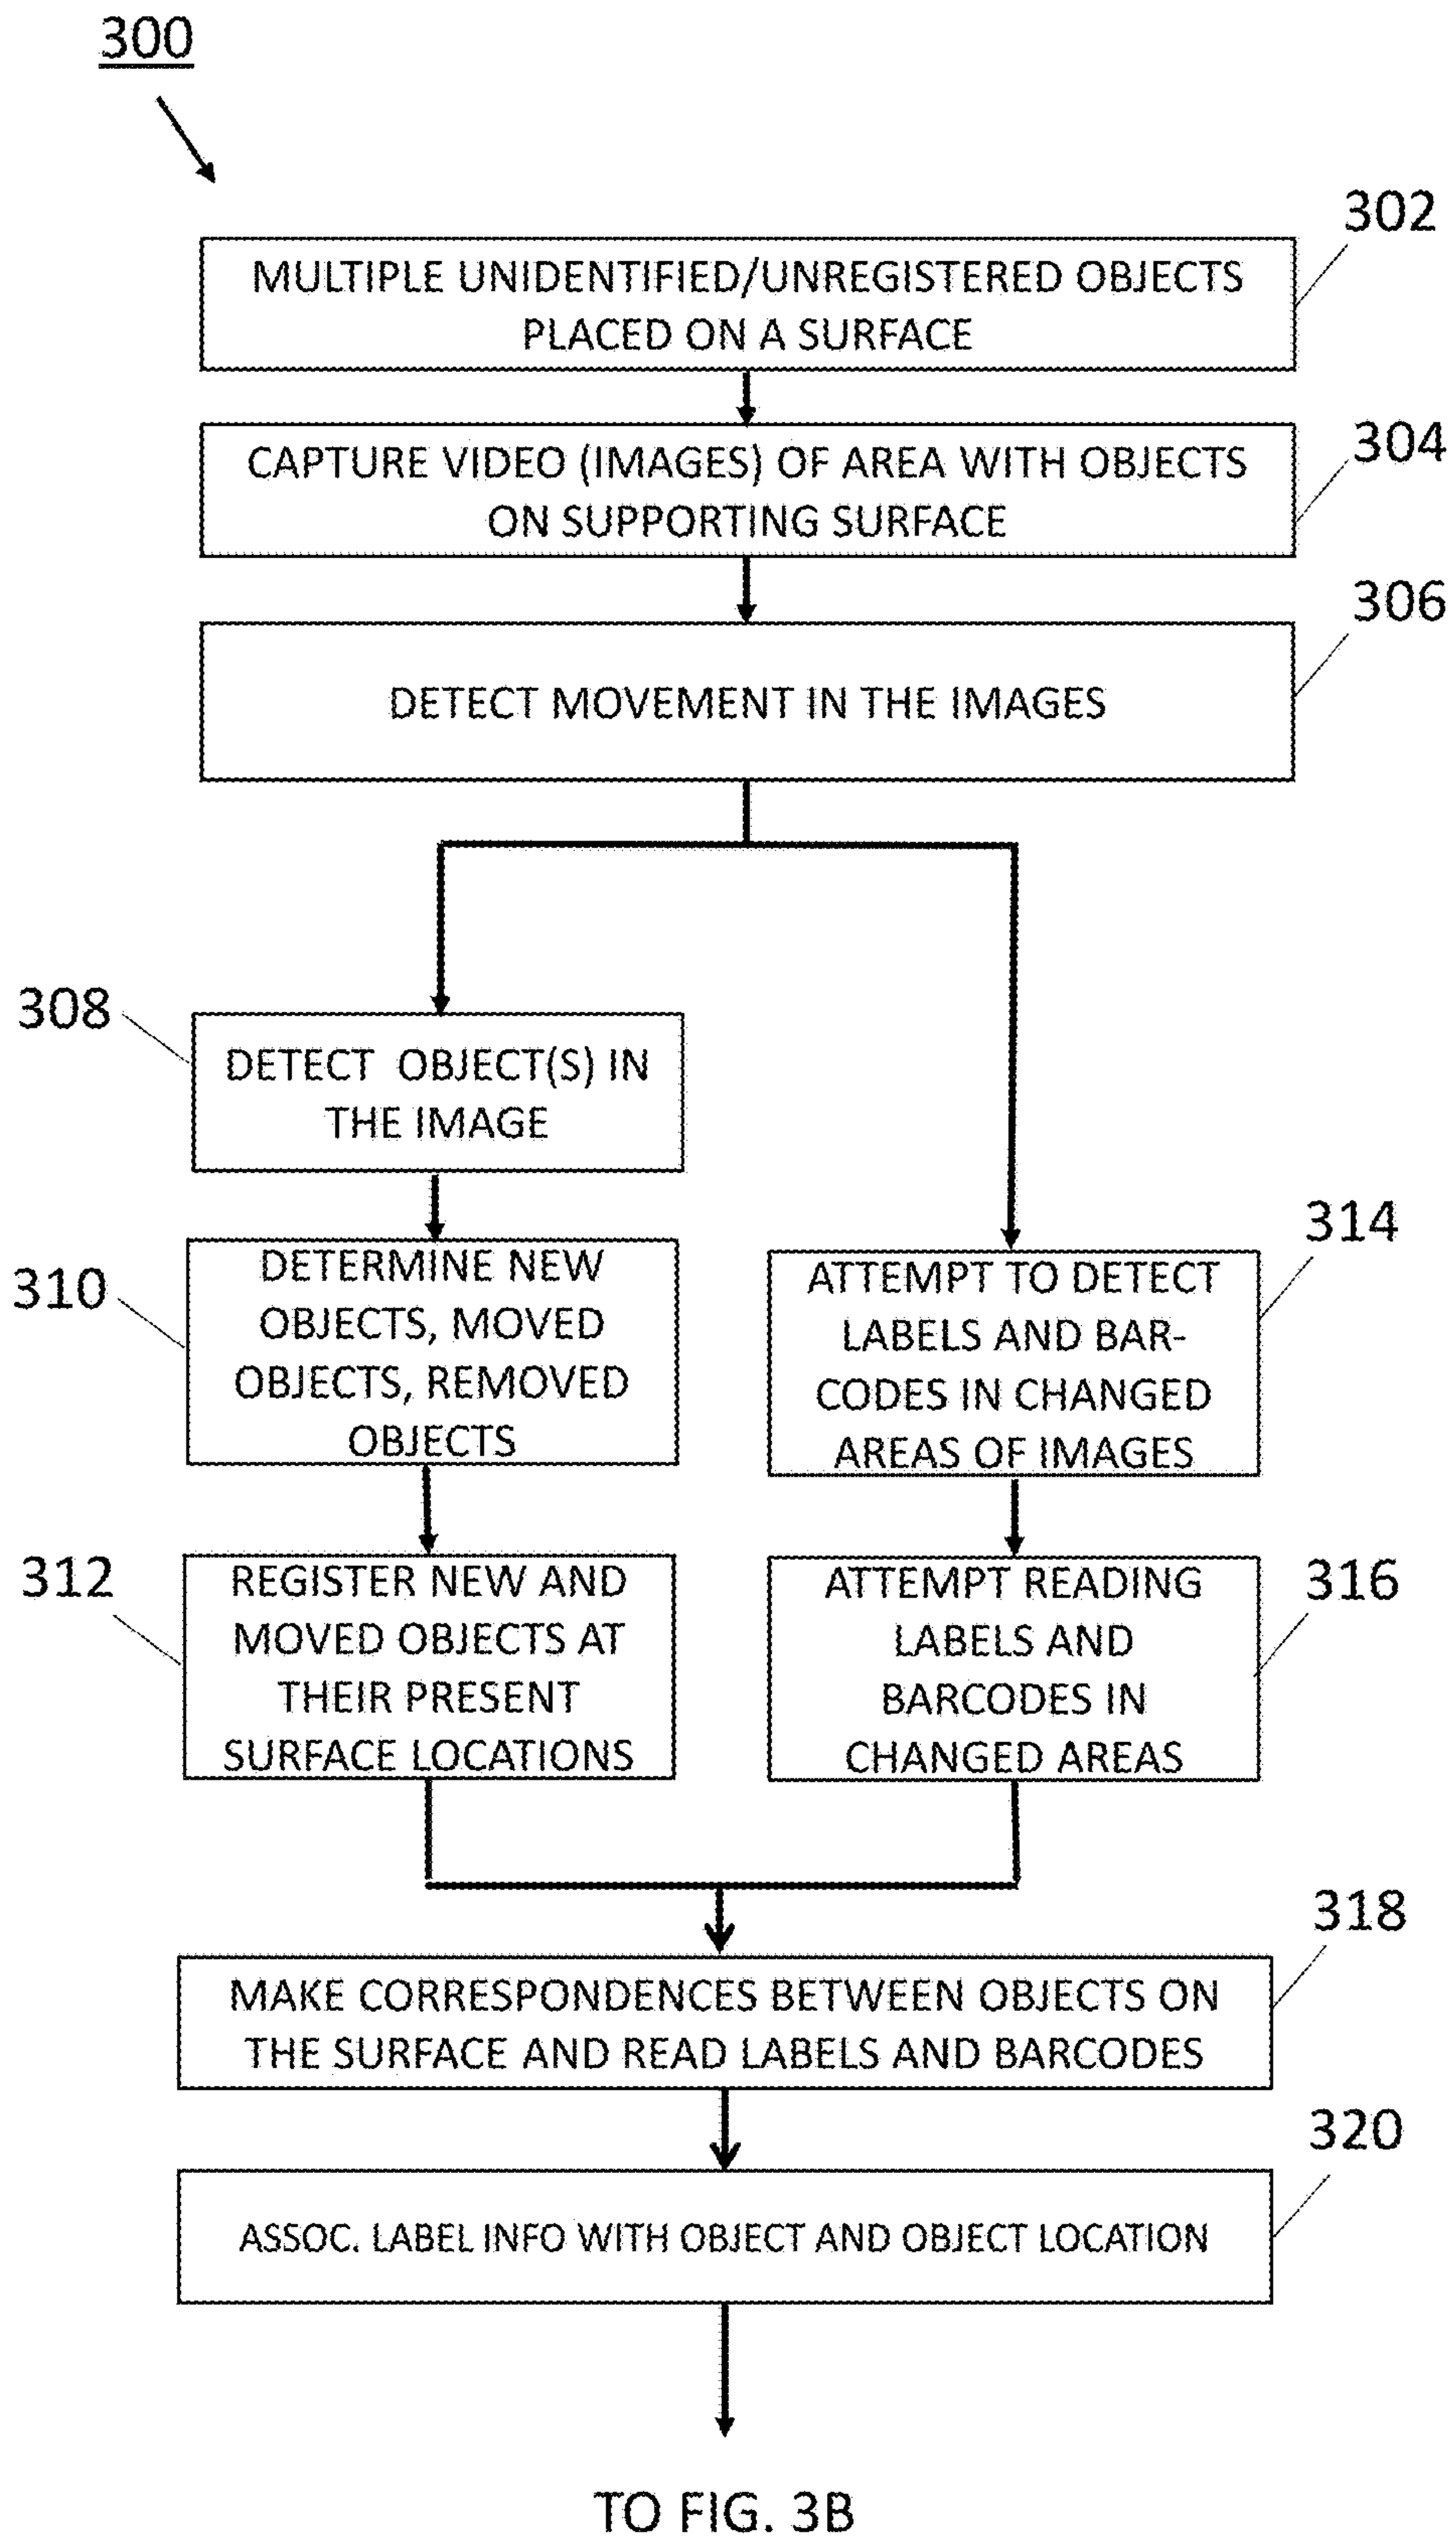 300
302
MULTIPLE UNIDENTIFIED/UNREGISTERED OBJECTS
PLACED ON A SURFACE
304
CAPTURE VIDEO (IMAGES) OF AREA WITH OBJECTS
ON SUPPORTING SURFACE
306
DETECT MOVEMENT IN THE IMAGES
308
DETECT OBJECT(S) IN
THE IMAGE
310
DETERMINE NEW
OBJECTS, MOVED
OBJECTS, REMOVED
OBJECTS
314
ATTEMPT TO DETECT
LABELS AND BAR-
CODES IN CHANGED
AREAS OF IMAGES
312
REGISTER NEW AND
MOVED OBJECTS AT
THEIR PRESENT
SURFACE LOCATIONS
316
ATTEMPT READING
LABELS AND
BARCODES IN
CHANGED AREAS
318
MAKE CORRESPONDENCES BETWEEN OBJECTS ON
THE SURFACE AND READ LABELS AND BARCODES
320
ASSOC. LABEL INFO WITH OBJECT AND OBJECT LOCATION
TO FIG. 3B